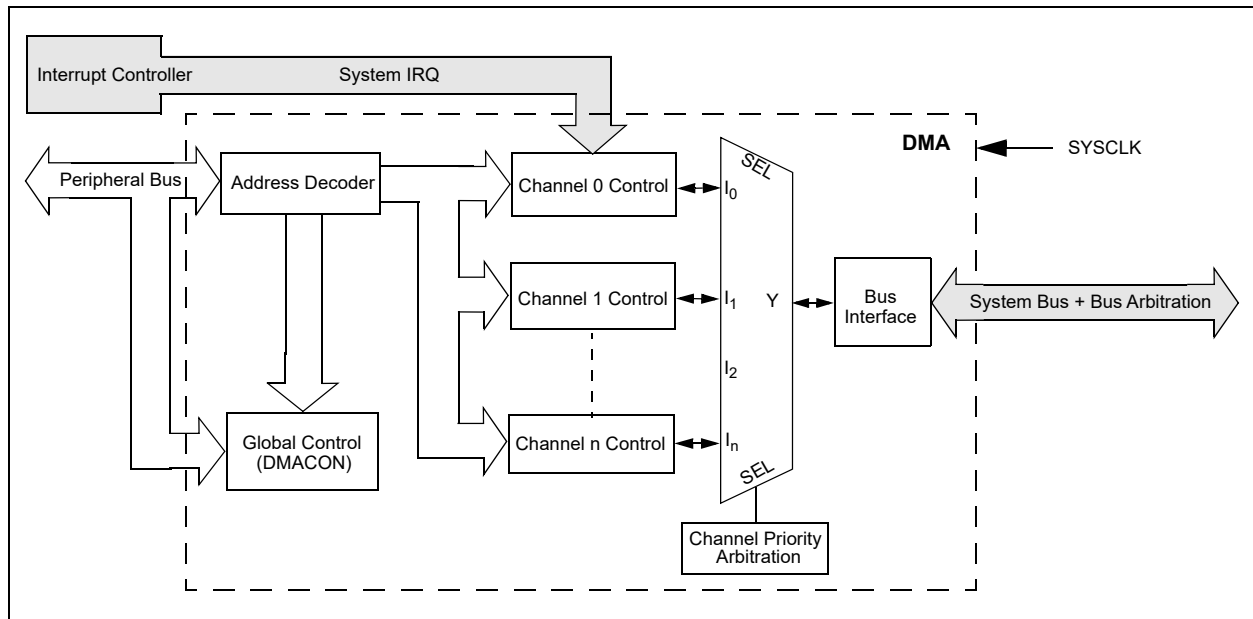 Interrupt Controller
System IRQ
DMA
SYSCLK
Peripheral Bus
Address Decoder
Channel 0 Control
I0
SEL
Channel 1 Control
I1
Y
Bus
Interface
System Bus + Bus Arbitration
I2
Global Control
(DMACON)
Channel n Control
In
SEL
Channel Priority
Arbitration